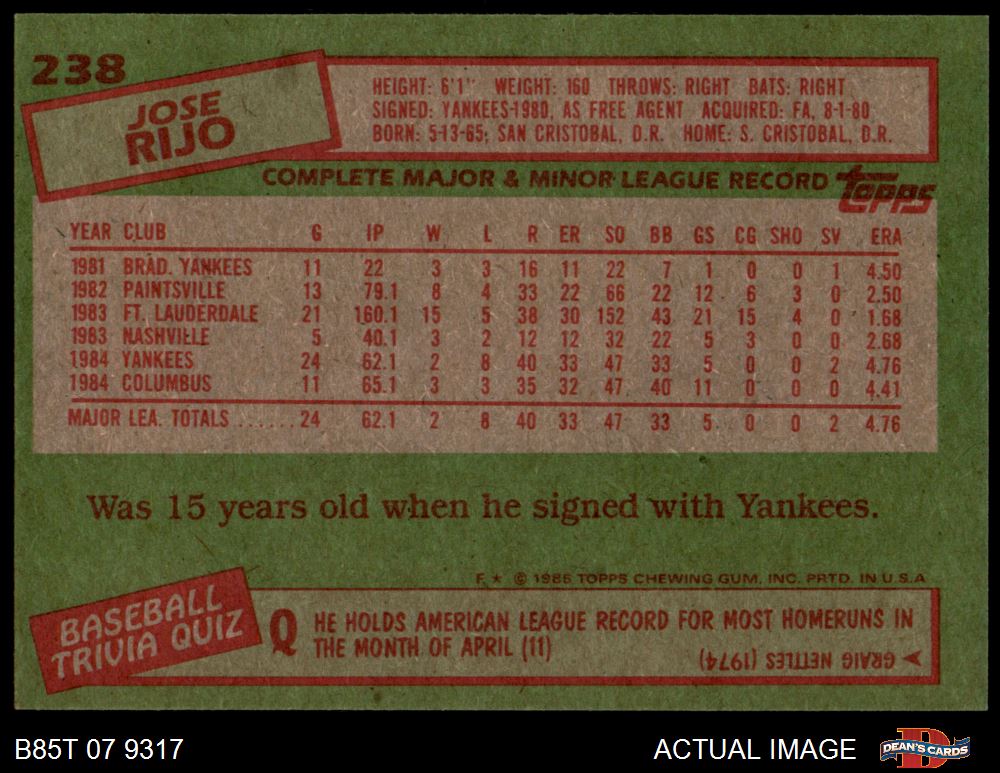 238
JOSE
RIJO
HEIGHT: 6'1" WEIGHT: 160 THROWS: RIGHT BATS: RIGHT
SIGNED: YANKEES-1980, AS FREE AGENT ACQUIRED: FA, 8-1-80
BORN: 5-13-65; SAN CRISTOBAL, D.R. HOME: S. CRISTOBAL, D.R.
COMPLETE MAJOR & MINOR LEAGUE RECORD topps
YEAR CLUB G IP W L R ER SO BB GS CG SHO SV ERA
1981 BRAD. YANKEES 11 22 3 3 16 11 22 7 1 0 0 1 4.50
1982 PAINTSVILLE 13 79.1 8 4 33 22 66 22 12 6 3 0 2.50
1983 FT. LAUDERDALE 21 160.1 15 5 38 30 152 43 21 15 4 0 1.68
1983 NASHVILLE 5 40.1 3 2 12 12 32 22 5 3 0 0 2.68
1984 YANKEES 24 62.1 2 8 40 33 47 33 5 0 0 2 4.76
1984 COLUMBUS 11 65.1 3 3 35 32 47 40 11 0 0 0 4.41
MAJOR LEA. TOTALS ...... 24 62.1 2 8 40 33 47 33 5 0 0 2 4.76
Was 15 years old when he signed with Yankees.
F.★ © 1985 TOPPS CHEWING GUM, INC. PRTD. IN U.S.A
BASEBALL
TRIVIA QUIZ
Q HE HOLDS AMERICAN LEAGUE RECORD FOR MOST HOMERUNS IN
THE MONTH OF APRIL (11)
GRAIG NETTLES (1974)
B85T 07 9317 ACTUAL IMAGE D DEAN'S CARDS